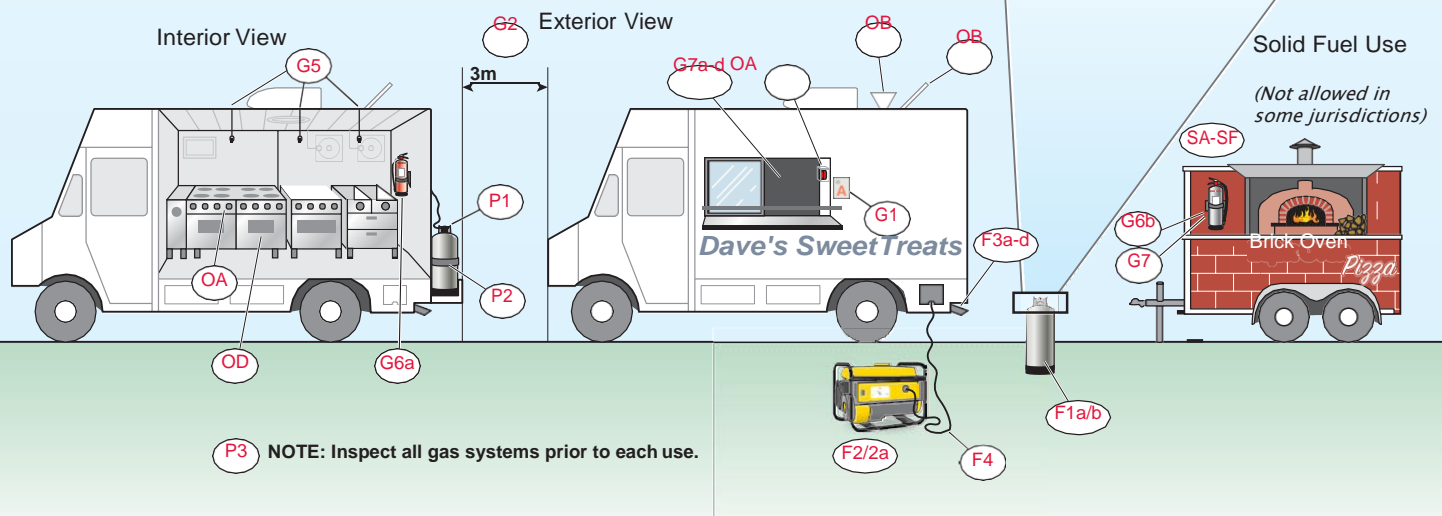 Interior View
G2
Exterior View
3m
G5
P1
P2
OA
OD
G6a
P3
NOTE: Inspect all gas systems prior to each use.
G7a-d OA
OB
OB
A
G1
Dave's SweetTreats
F3a-d
F2/2a
F4
F1a/b
Solid Fuel Use
(Not allowed in
some jurisdictions)
SA-SF
G6b
G7
Brick Oven
Pizza